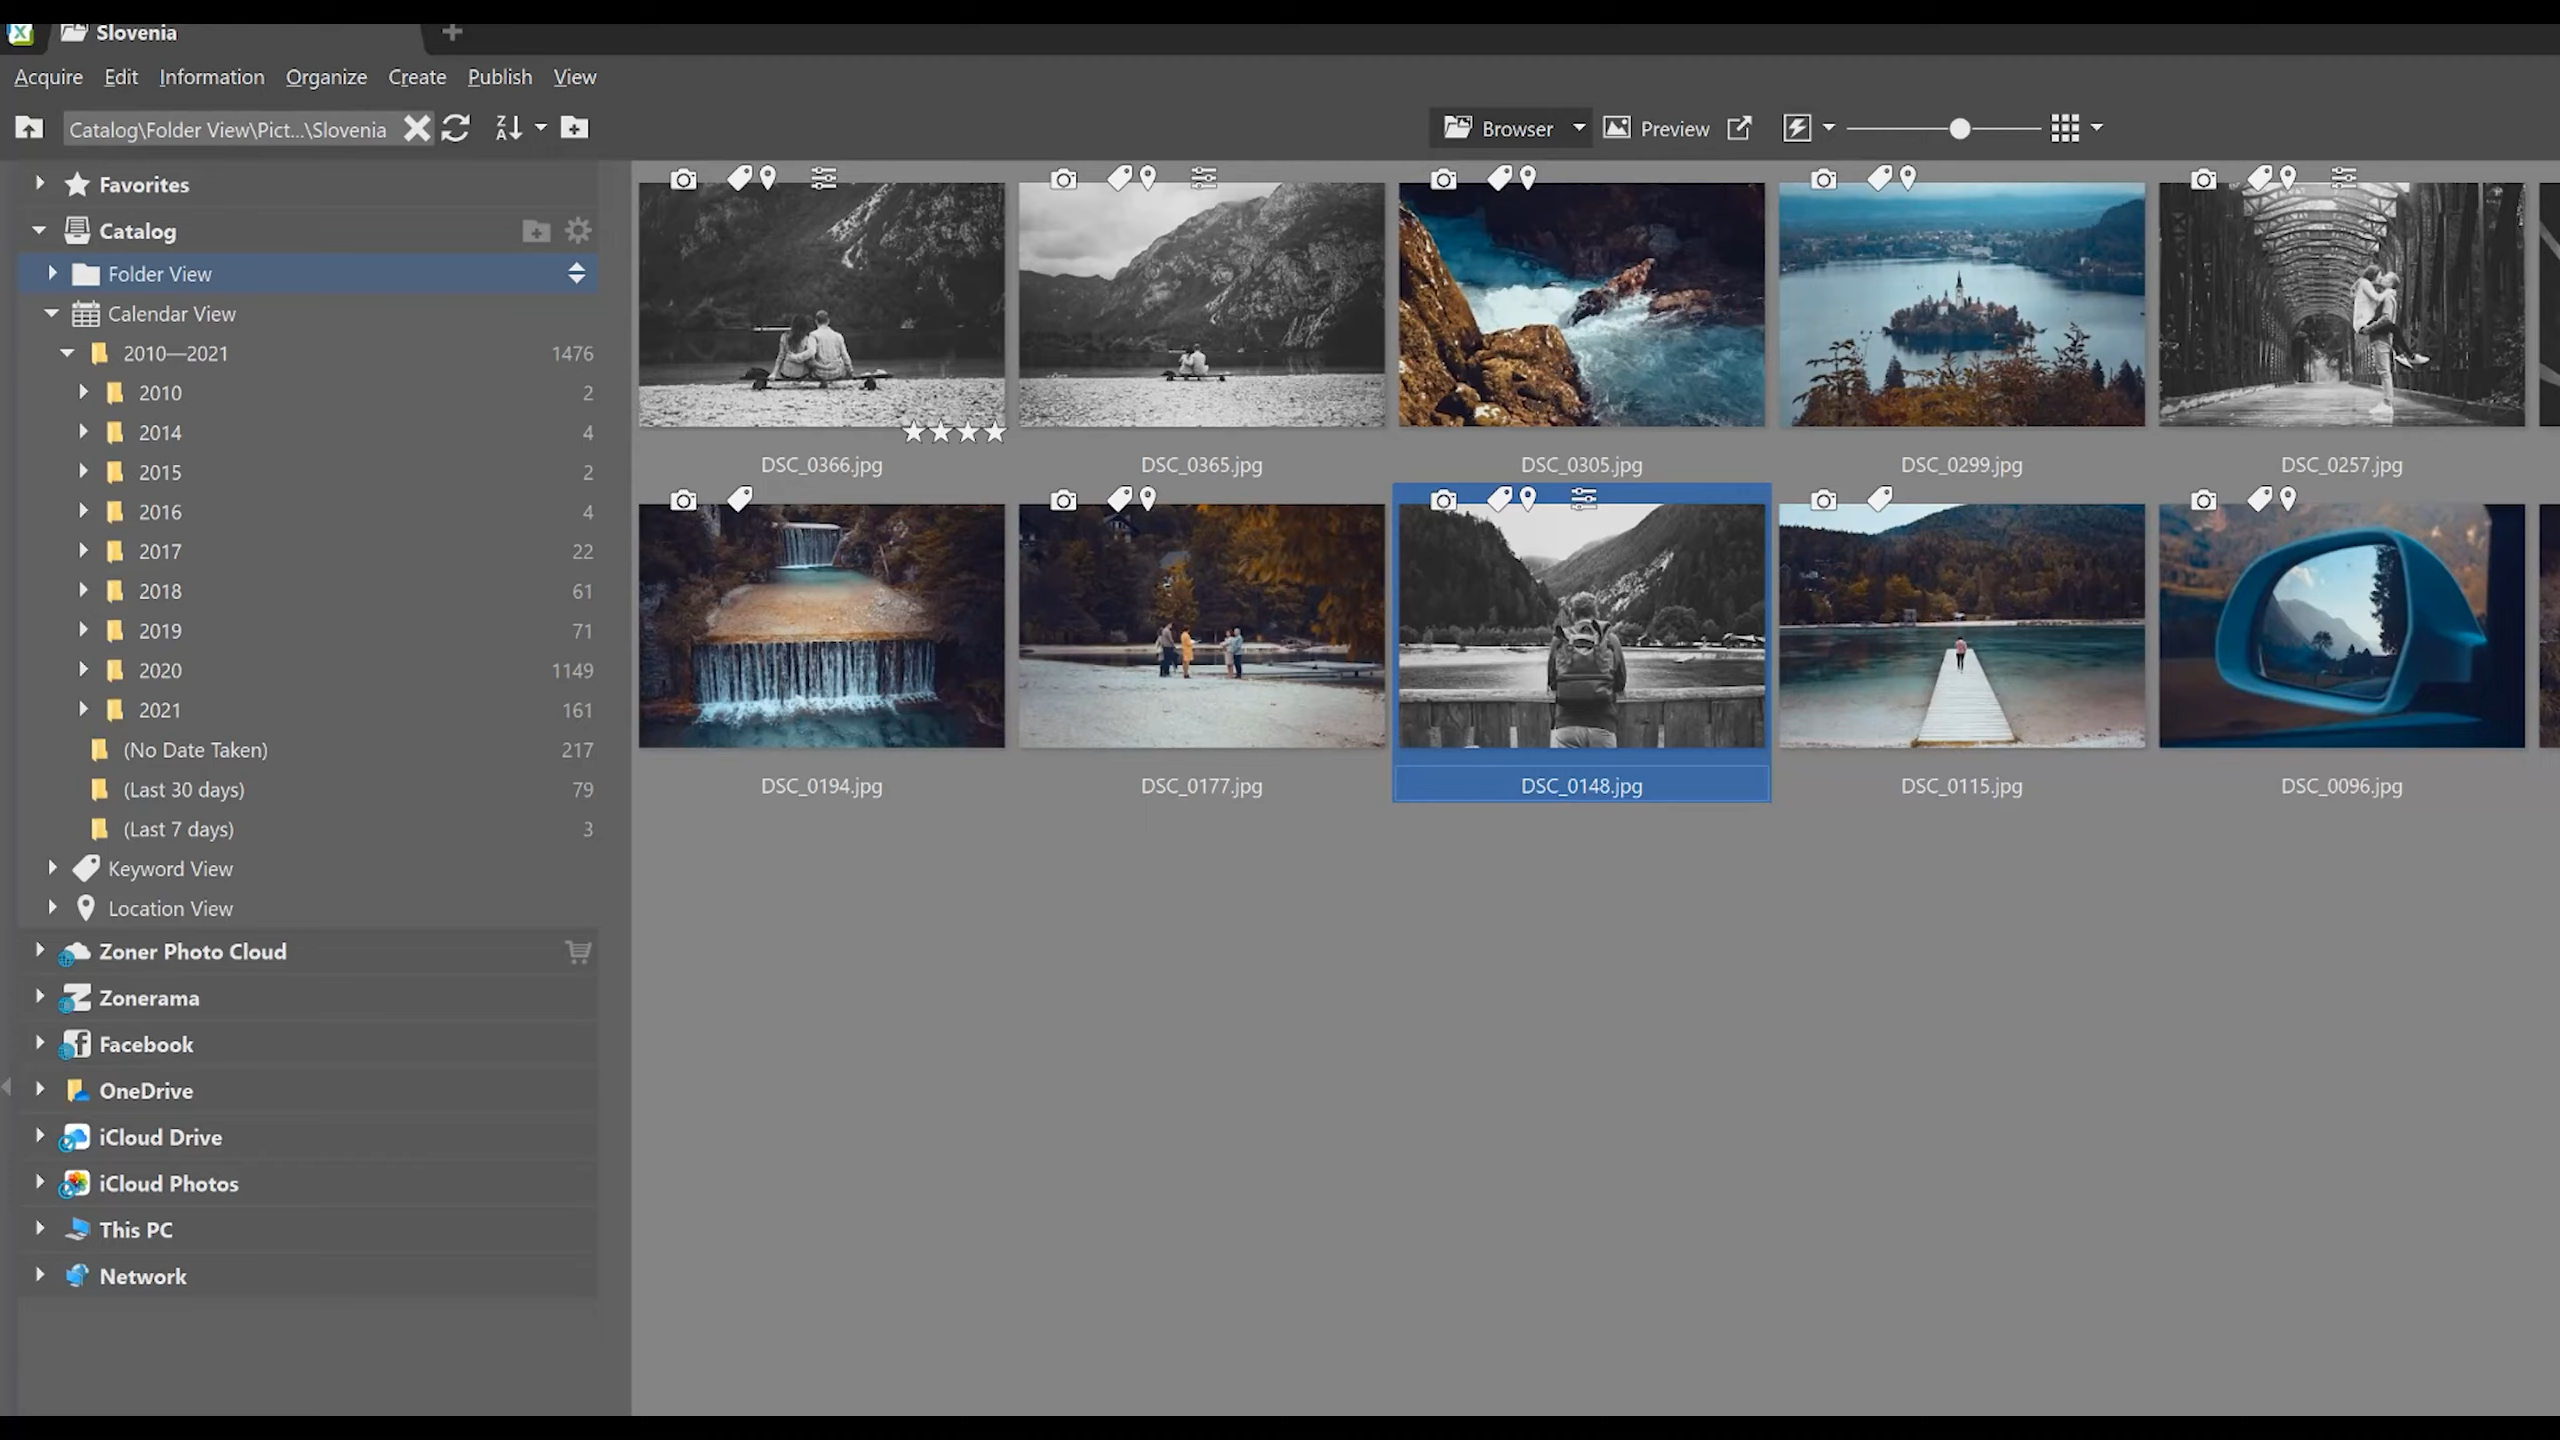 Slovenia
Acquire Edit Information Organize Create Publish View
Catalog\Folder View\Pict...\Slovenia
Z
A
Browser
Preview
Favorites
Catalog
Folder View
Calendar View
2010—2021 1476
2010 2
2014 4
2015 2
2016 4
2017 22
2018 61
2019 71
2020 1149
2021 161
(No Date Taken) 217
(Last 30 days) 79
(Last 7 days) 3
Keyword View
Location View
Zoner Photo Cloud
Zonerama
Facebook
OneDrive
iCloud Drive
iCloud Photos
This PC
Network
DSC_0366.jpg DSC_0365.jpg DSC_0305.jpg DSC_0299.jpg DSC_0257.jpg
DSC_0194.jpg DSC_0177.jpg DSC_0148.jpg DSC_0115.jpg DSC_0096.jpg